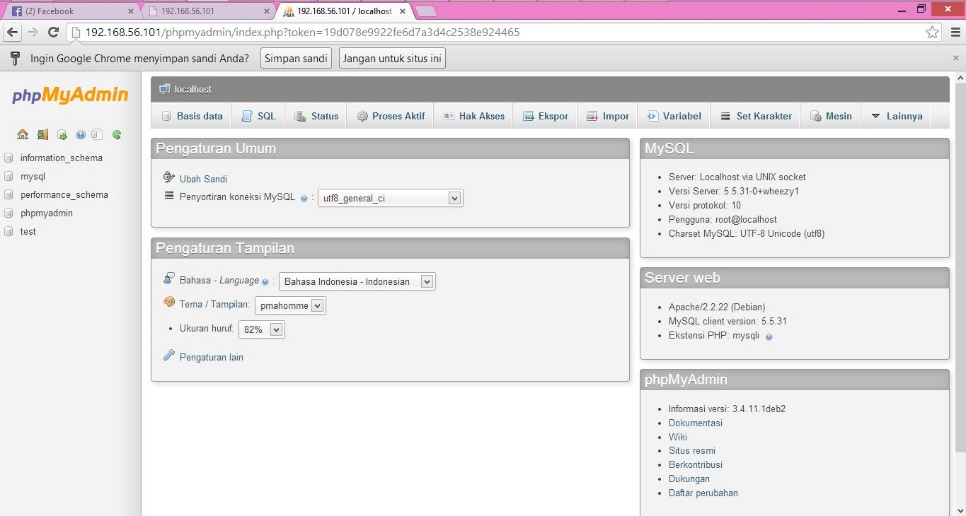 (2) Facebook
192.168.56.101
192.168.56.101 / localhost
192.168.56.101/phpmyadmin/index.php?token=19d078e9922fe6d7a3d4c2538e924465
Ingin Google Chrome menyimpan sandi Anda? Simpan sandi Jangan untuk situs ini
phpMyAdmin
information_schema
mysql
performance_schema
phpmyadmin
test
localhost
Basis data SQL Status Proses Aktif Hak Akses Ekspor Impor Variabel Set Karakter Mesin Lainnya
Pengaturan Umum
Ubah Sandi
Penyortiran koneksi MySQL : utf8_general_ci
Pengaturan Tampilan
Bahasa - Language : Bahasa Indonesia - Indonesian
Tema / Tampilan: pmahomme
Ukuran huruf: 82%
Pengaturan lain
MySQL
Server: Localhost via UNIX socket
Versi Server: 5.5.31-0+wheezy1
Versi protokol: 10
Pengguna: root@localhost
Charset MySQL: UTF-8 Unicode (utf8)
Server web
Apache/2.2.22 (Debian)
MySQL client version: 5.5.31
Ekstensi PHP: mysqli
phpMyAdmin
Informasi versi: 3.4.11.1deb2
Dokumentasi
Wiki
Situs resmi
Berkontribusi
Dukungan
Daftar perubahan